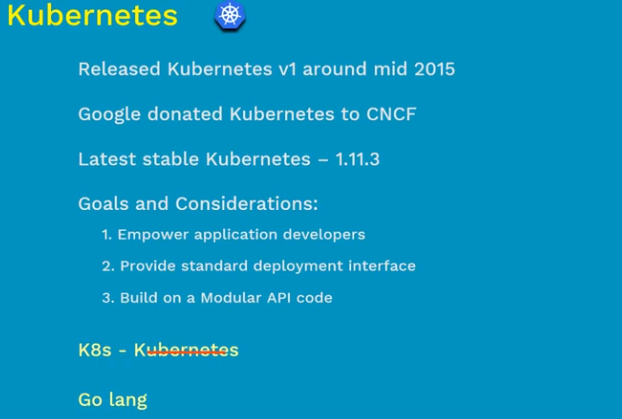 Kubernetes
Released Kubernetes v1 around mid 2015
Google donated Kubernetes to CNCF
Latest stable Kubernetes – 1.11.3
Goals and Considerations:
1. Empower application developers
2. Provide standard deployment interface
3. Build on a Modular API code
K8s - Kubernetes
Go lang